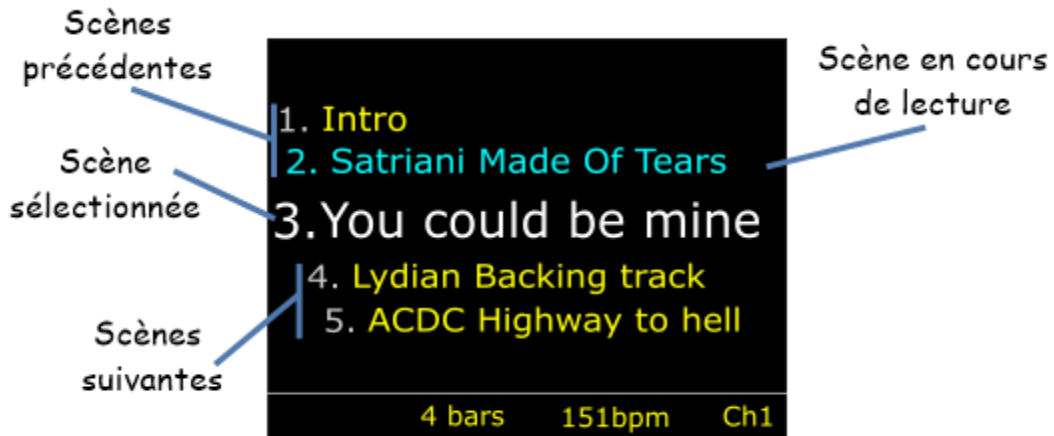 Scènes
précédentes
Scène
sélectionnée
Scènes
suivantes
1. Intro
2. Satriani Made Of Tears
3.You could be mine
4. Lydian Backing track
5. ACDC Highway to hell
4 bars 151bpm Ch1
Scène en cours
de lecture